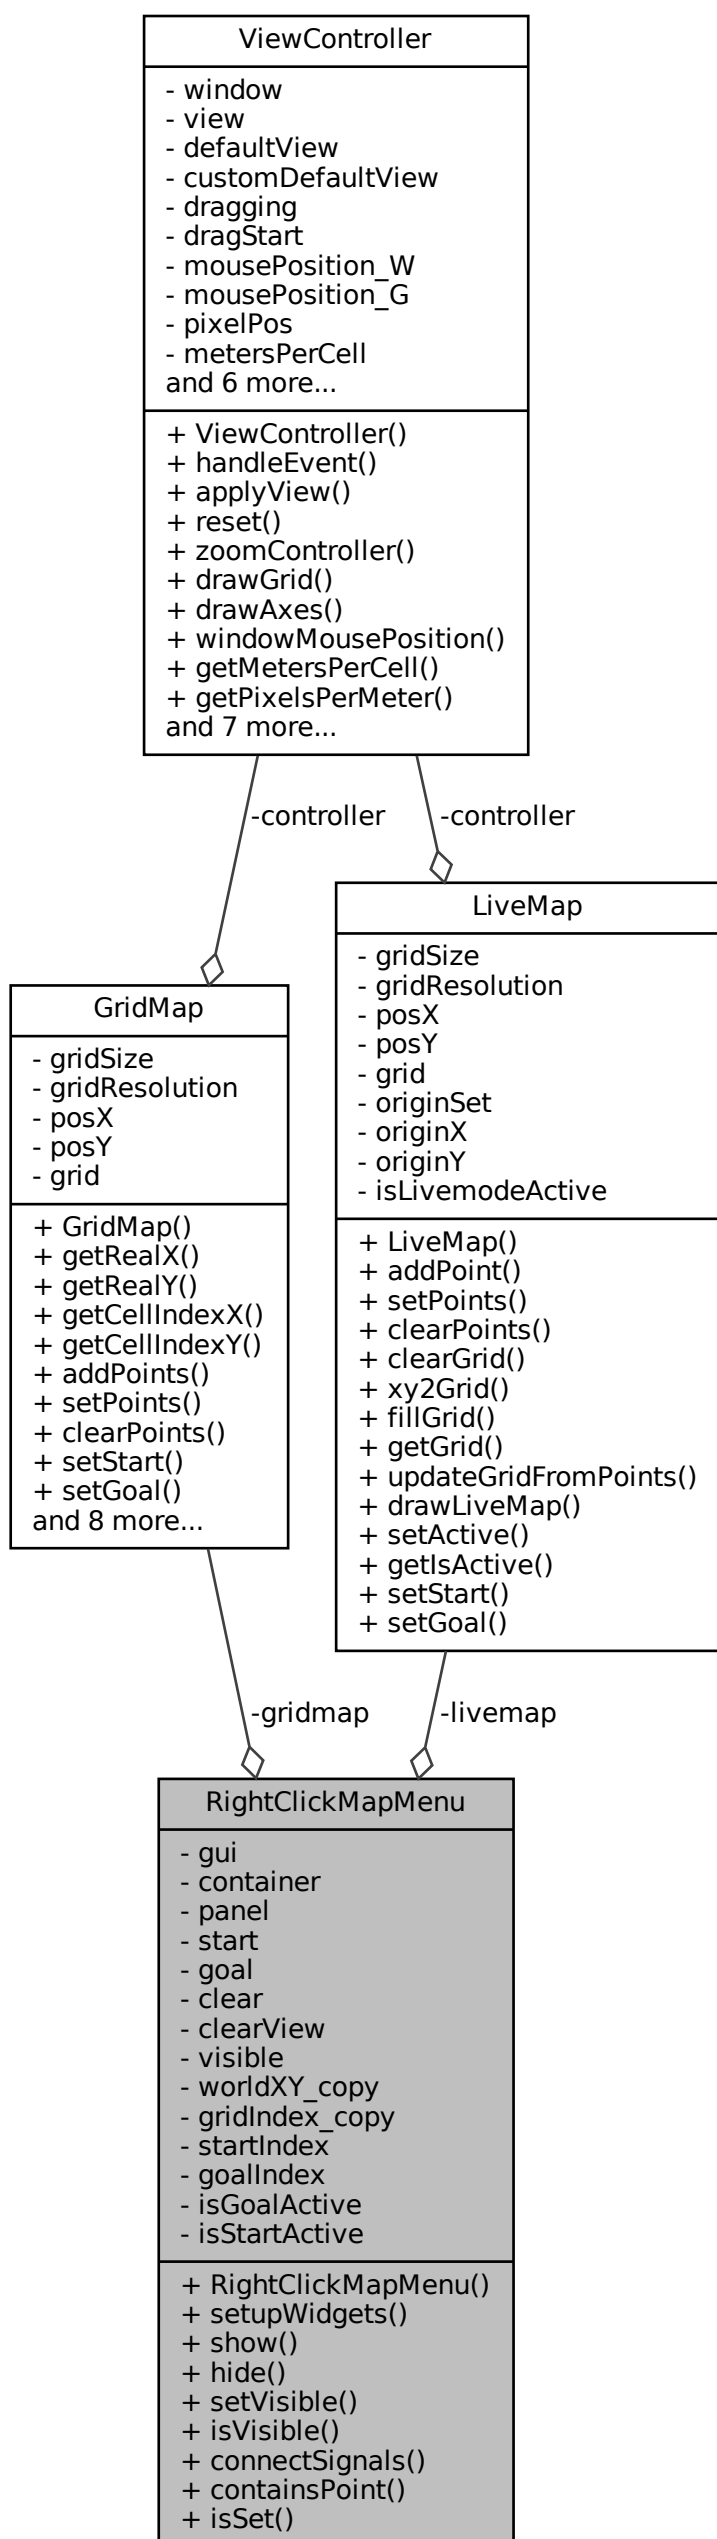 ViewController
- window
- view
- defaultView
- customDefaultView
- dragging
- dragStart
- mousePosition_W
- mousePosition_G
- pixelPos
- metersPerCell
and 6 more...
+ ViewController()
+ handleEvent()
+ applyView()
+ reset()
+ zoomController()
+ drawGrid()
+ drawAxes()
+ windowMousePosition()
+ getMetersPerCell()
+ getPixelsPerMeter()
and 7 more...
-controller
-controller
GridMap
- gridSize
- gridResolution
- posX
- posY
- grid
+ GridMap()
+ getRealX()
+ getRealY()
+ getCellIndexX()
+ getCellIndexY()
+ addPoints()
+ setPoints()
+ clearPoints()
+ setStart()
+ setGoal()
and 8 more...
LiveMap
- gridSize
- gridResolution
- posX
- posY
- grid
- originSet
- originX
- originY
- isLivemodeActive
+ LiveMap()
+ addPoint()
+ setPoints()
+ clearPoints()
+ clearGrid()
+ xy2Grid()
+ fillGrid()
+ getGrid()
+ updateGridFromPoints()
+ drawLiveMap()
+ setActive()
+ getIsActive()
+ setStart()
+ setGoal()
-gridmap
-livemap
RightClickMapMenu
- gui
- container
- panel
- start
- goal
- clear
- clearView
- visible
- worldXY_copy
- gridIndex_copy
- startIndex
- goalIndex
- isGoalActive
- isStartActive
+ RightClickMapMenu()
+ setupWidgets()
+ show()
+ hide()
+ setVisible()
+ isVisible()
+ connectSignals()
+ containsPoint()
+ isSet()